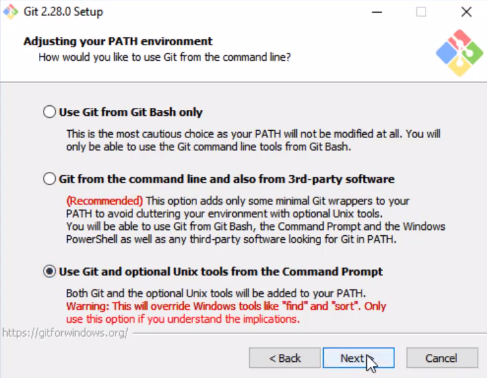 Git 2.28.0 Setup
Adjusting your PATH environment
How would you like to use Git from the command line?
Use Git from Git Bash only
This is the most cautious choice as your PATH will not be modified at all. You will
only be able to use the Git command line tools from Git Bash.
Git from the command line and also from 3rd-party software
(Recommended) This option adds only some minimal Git wrappers to your
PATH to avoid cluttering your environment with optional Unix tools.
You will be able to use Git from Git Bash, the Command Prompt and the Windows
PowerShell as well as any third-party software looking for Git in PATH.
Use Git and optional Unix tools from the Command Prompt
Both Git and the optional Unix tools will be added to your PATH.
Warning: This will override Windows tools like "find" and "sort". Only
use this option if you understand the implications.
https://gitforwindows.org/
< Back Next > Cancel